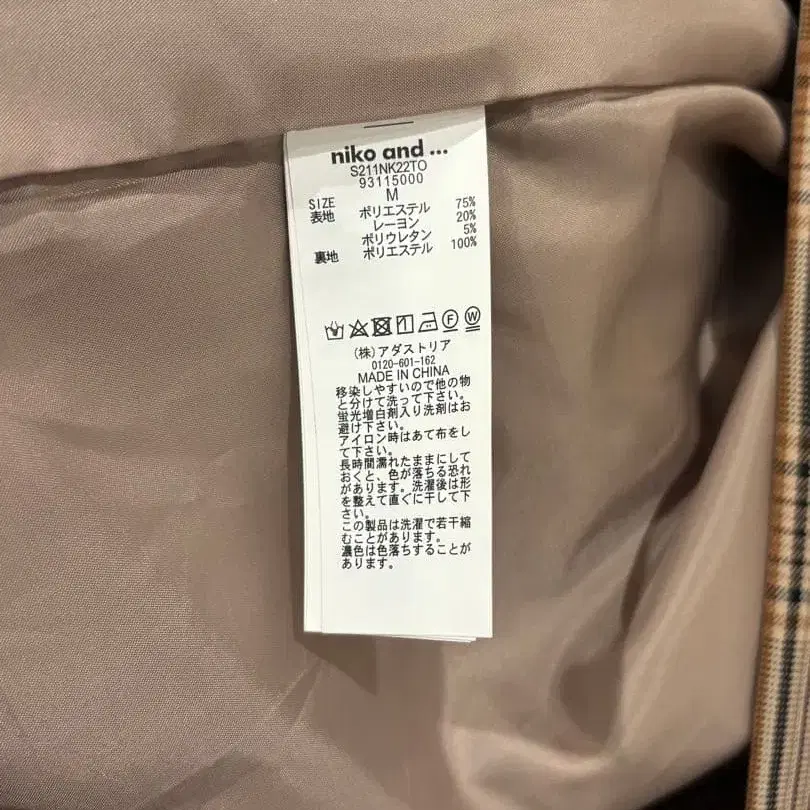 niko and ...
S211NK22TO
93115000
SIZE M
表地 ポリエステル 75%
レーヨン 20%
ポリウレタン 5%
裏地 ポリエステル 100%
(株)アダストリア
0120-601-162
MADE IN CHINA
移染しやすいので他の物
と分けて洗って下さい。
蛍光増白剤入り洗剤はお
避け下さい。
アイロン時はあて布をし
て下さい。
長時間濡れたままにして
おくと、色が落ちる恐れ
があります。洗濯後は形
を整えて直ぐに干して下
さい。
この製品は洗濯で若干縮
むことがあります。
濃色は色落ちすることが
あります。